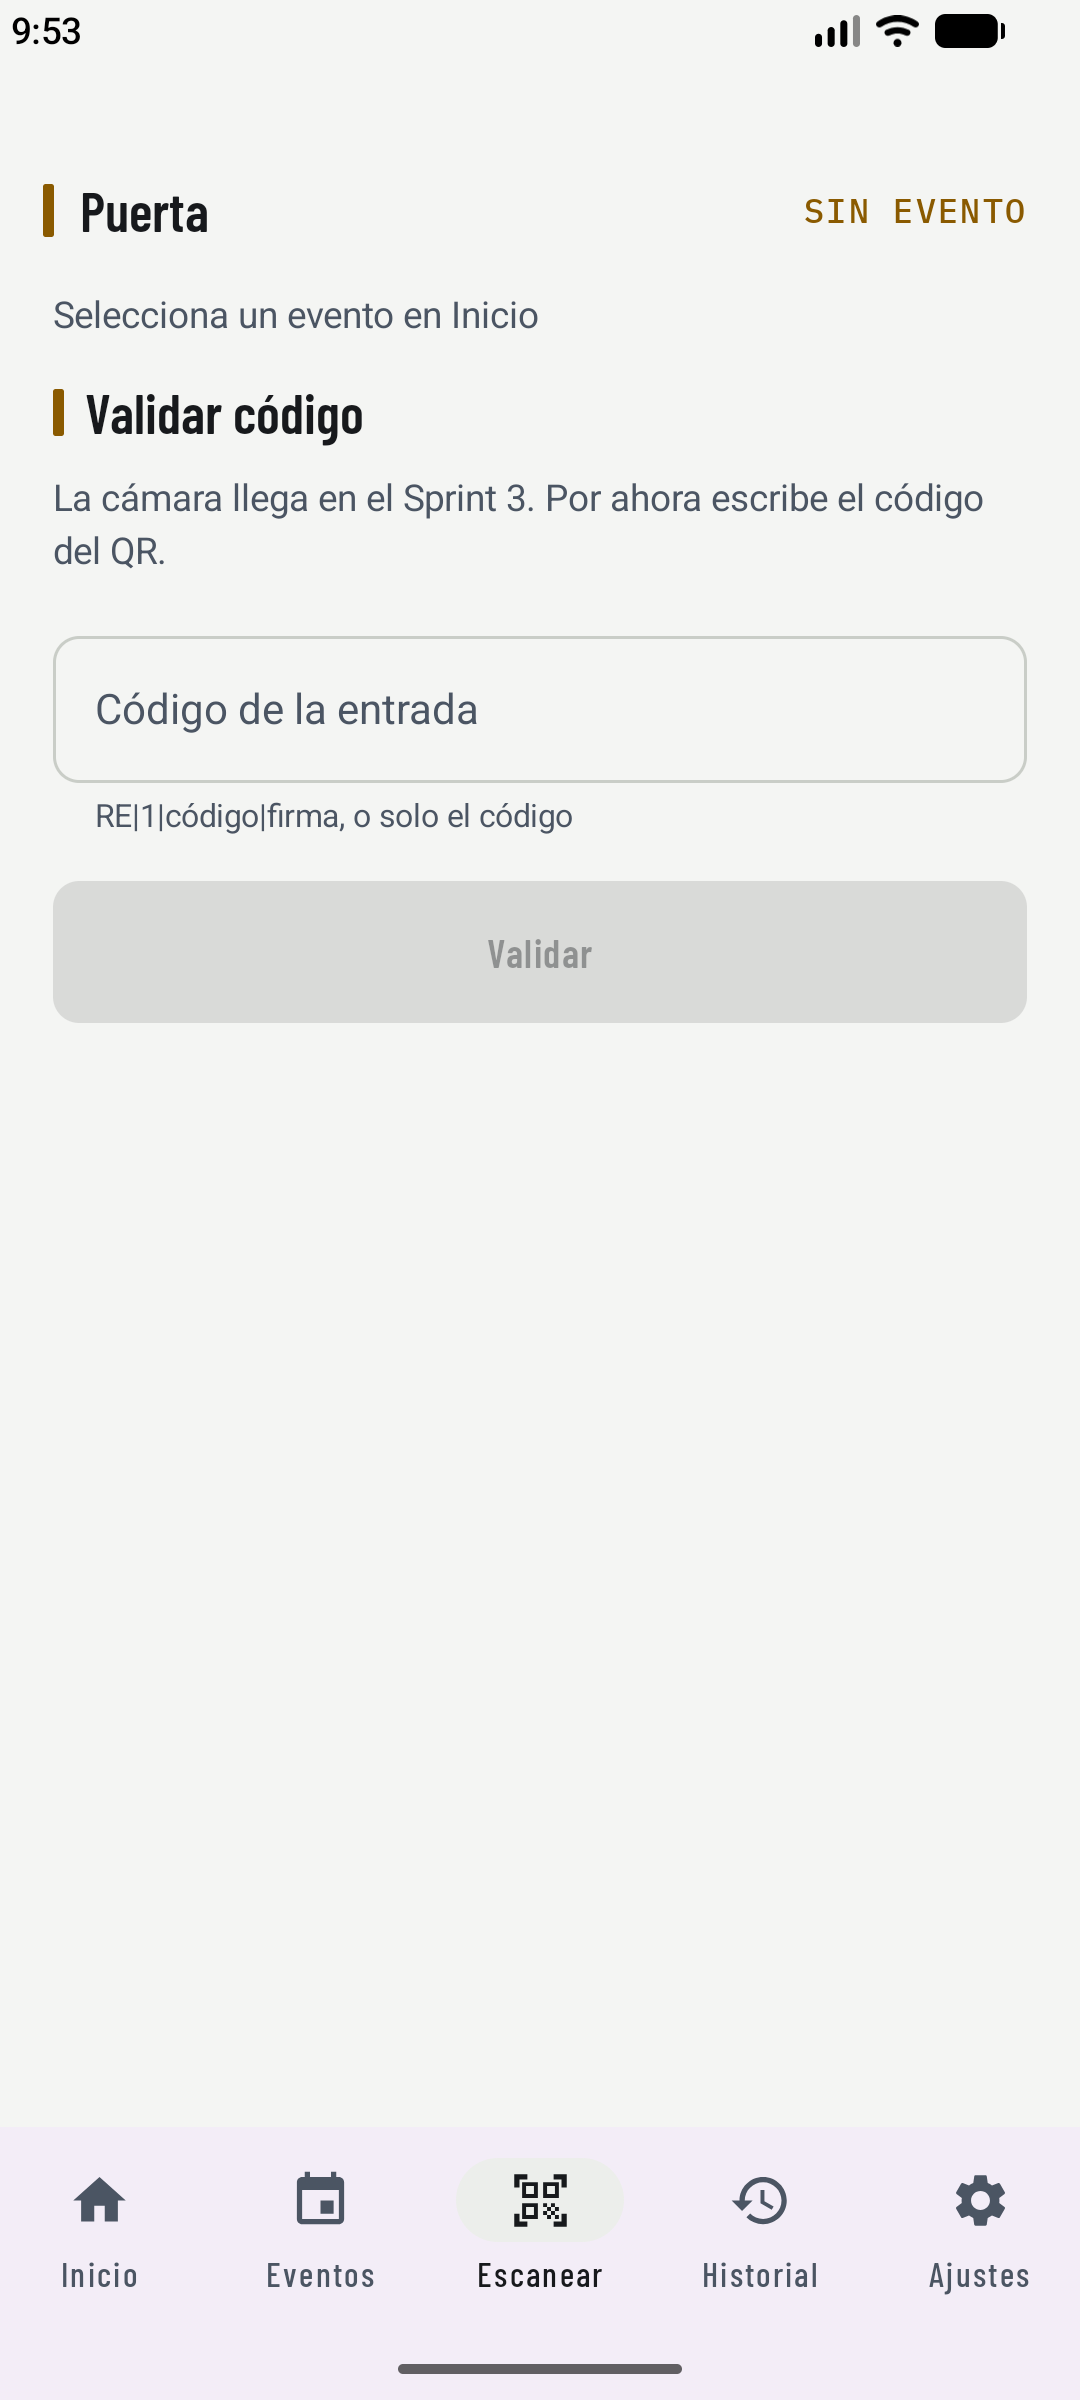 9:53
Puerta
SIN EVENTO
Selecciona un evento en Inicio
Validar código
La cámara llega en el Sprint 3. Por ahora escribe el código
del QR.
Código de la entrada
RE|1|código|firma, o solo el código
Validar
Inicio
Eventos
Escanear
Historial
Ajustes